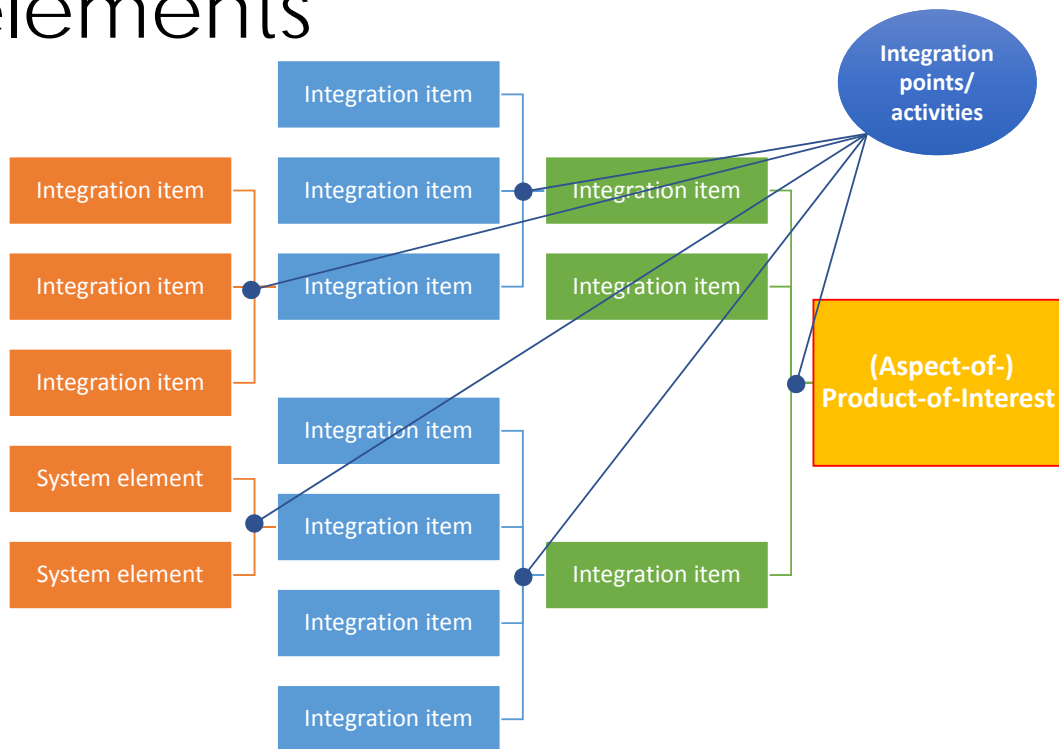 elements
Integration
points/
activities
Integration item
Integration item
Integration item
Integration item
Integration item
Integration item
Integration item
(Aspect-of-)
Product-of-Interest
Integration item
Integration item
System element
Integration item
System element
Integration item
Integration item
Integration item